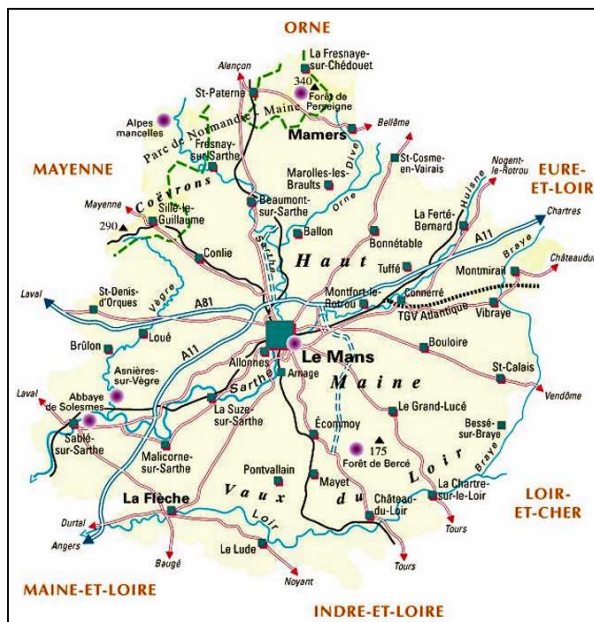 ORNE
La Fresnaye-
sur-Chédouet
Alençon
340
St-Paterne
Forêt de
Perseigne
Alpes
mancelles
Parc de Normandie - Maine
Mamers
Bellême
Dive
MAYENNE
Fresnay-
sur-Sarthe
St-Cosme-
en-Vairais
Nogent-
le-Rotrou
EURE-
ET-LOIR
Marolles-les-
Braults
Huisne
Coëvrons
Orne
Mayenne
Sillé-le-
Guillaume
Beaumont-
sur-Sarthe
La Ferté-
Bernard
Chartres
290
Ballon
Bonnétable
A11
Braye
Sarthe
Conlie
Haut
Tuffé
Montmirail
Châteaudun
Vègre
St-Denis-
d'Orques
Laval
A81
Montfort-le-
Rotrou
Connerré
TGV Atlantique
Vibraye
Loué
A11
Brûlon
Le Mans
Bouloire
Allonnes
Asnières-
sur-Vègre
Sarthe
Arnage
Maine
St-Calais
Laval
Abbaye
de Solesmes
La Suze-
sur-Sarthe
Le Grand-Lucé
Vendôme
Sablé-
sur-Sarthe
Écommoy
Bessé-
sur-Braye
Malicorne-
sur-Sarthe
175
Forêt de Bercé
Braye
Pontvallain
Mayet
Loir
La Flèche
Vaux
du
Château-
du-Loir
La Chartre-
sur-le-Loir
LOIR-
ET-CHER
Durtal
Loir
Angers
Tours
Le Lude
Baugé
Noyant
Tours
MAINE-ET-LOIRE
INDRE-ET-LOIRE